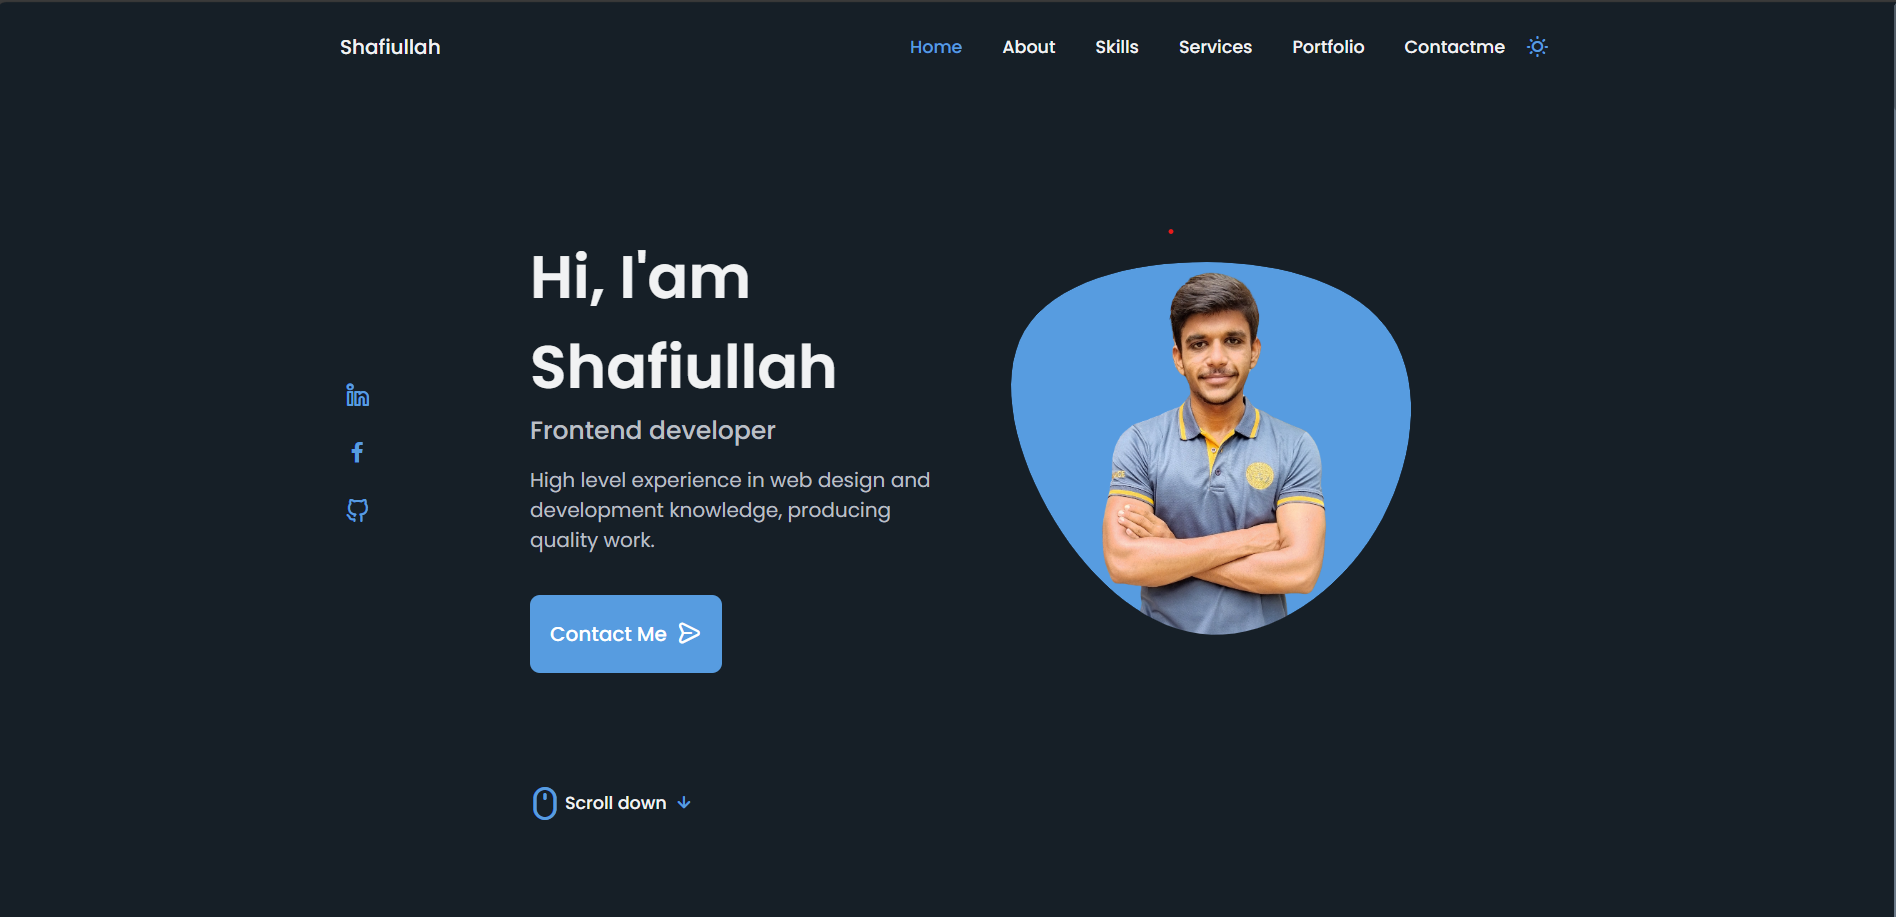 Shafiullah
Home About Skills Services Portfolio Contactme
Hi, I'am
Shafiullah
Frontend developer
High level experience in web design and
development knowledge, producing
quality work.
Contact Me
Scroll down